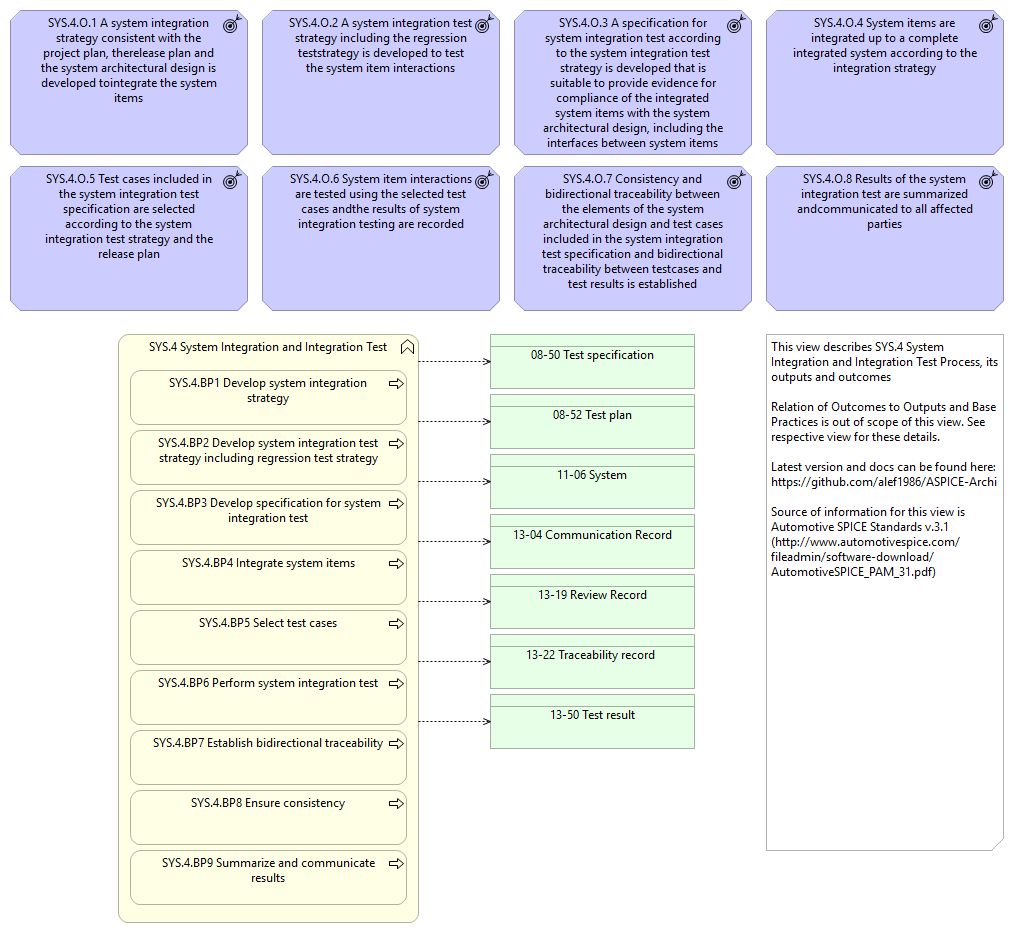 SYS.4.O.1 A system integration
strategy consistent with the
project plan, therelease plan and
the system architectural design is
developed tointegrate the system
items
SYS.4.O.2 A system integration test
strategy including the regression
teststrategy is developed to test
the system item interactions
SYS.4.O.3 A specification for
system integration test according
to the system integration test
strategy is developed that is
suitable to provide evidence for
compliance of the integrated
system items with the system
architectural design, including the
interfaces between system items
SYS.4.O.4 System items are
integrated up to a complete
integrated system according to the
integration strategy
SYS.4.O.5 Test cases included in
the system integration test
specification are selected
according to the system
integration test strategy and the
release plan
SYS.4.O.6 System item interactions
are tested using the selected test
cases andthe results of system
integration testing are recorded
SYS.4.O.7 Consistency and
bidirectional traceability between
the elements of the system
architectural design and test cases
included in the system integration
test specification and bidirectional
traceability between testcases and
test results is established
SYS.4.O.8 Results of the system
integration test are summarized
andcommunicated to all affected
parties
SYS.4 System Integration and Integration Test
SYS.4.BP1 Develop system integration
strategy
SYS.4.BP2 Develop system integration test
strategy including regression test strategy
SYS.4.BP3 Develop specification for system
integration test
SYS.4.BP4 Integrate system items
SYS.4.BP5 Select test cases
SYS.4.BP6 Perform system integration test
SYS.4.BP7 Establish bidirectional traceability
SYS.4.BP8 Ensure consistency
SYS.4.BP9 Summarize and communicate
results
08-50 Test specification
08-52 Test plan
11-06 System
13-04 Communication Record
13-19 Review Record
13-22 Traceability record
13-50 Test result
This view describes SYS.4 System
Integration and Integration Test Process, its
outputs and outcomes
Relation of Outcomes to Outputs and Base
Practices is out of scope of this view. See
respective view for these details.
Latest version and docs can be found here:
https://github.com/alef1986/ASPICE-Archi
Source of information for this view is
Automotive SPICE Standards v.3.1
(http://www.automotivespice.com/
fileadmin/software-download/
AutomotiveSPICE_PAM_31.pdf)